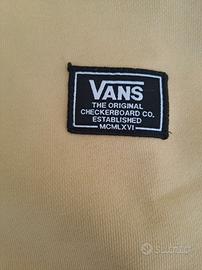 VANS
THE ORIGINAL
CHECKERBOARD CO.
ESTABLISHED
MCMLXVI
subito